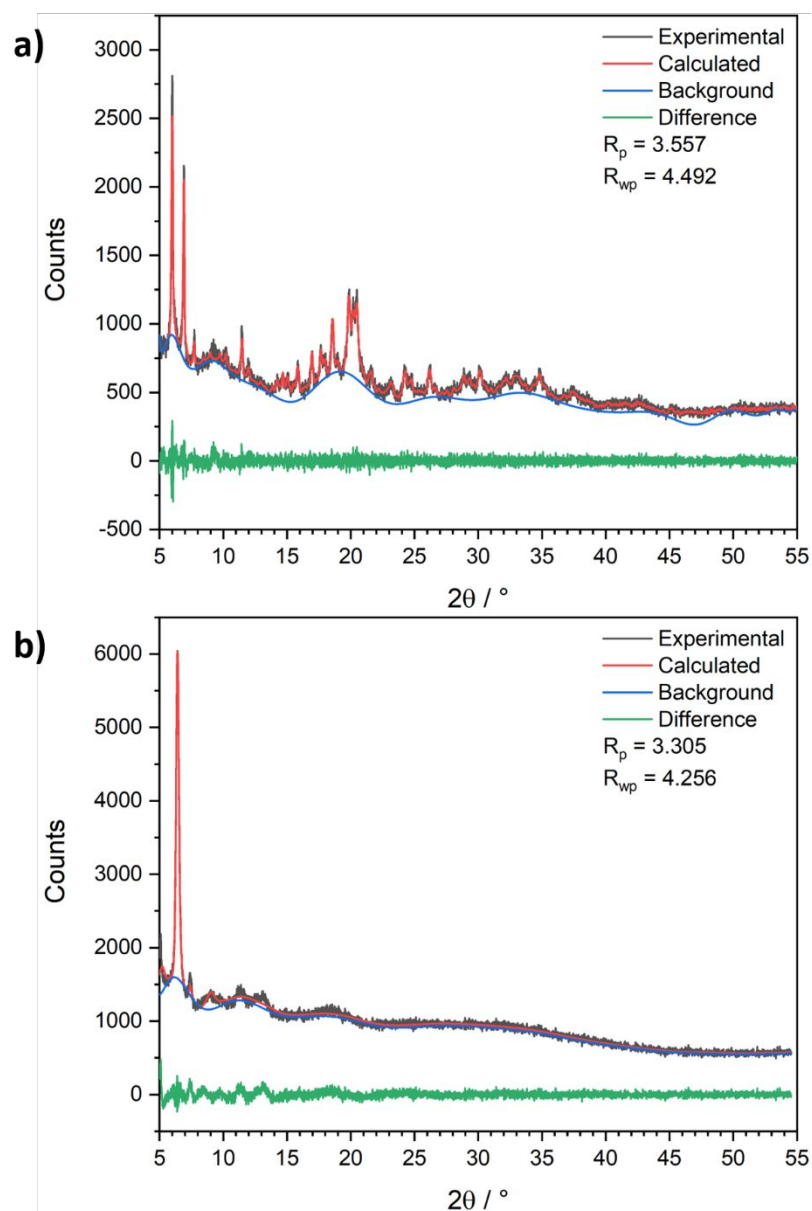 a)
3000
2500
2000
1500
1000
500
0
-500
Counts
Experimental
Calculated
Background
Difference
Rp = 3.557
Rwp = 4.492
5 10 15 20 25 30 35 40 45 50 55
2θ / °
b)
6000
5000
4000
3000
2000
1000
0
Counts
Experimental
Calculated
Background
Difference
Rp = 3.305
Rwp = 4.256
5 10 15 20 25 30 35 40 45 50 55
2θ / °